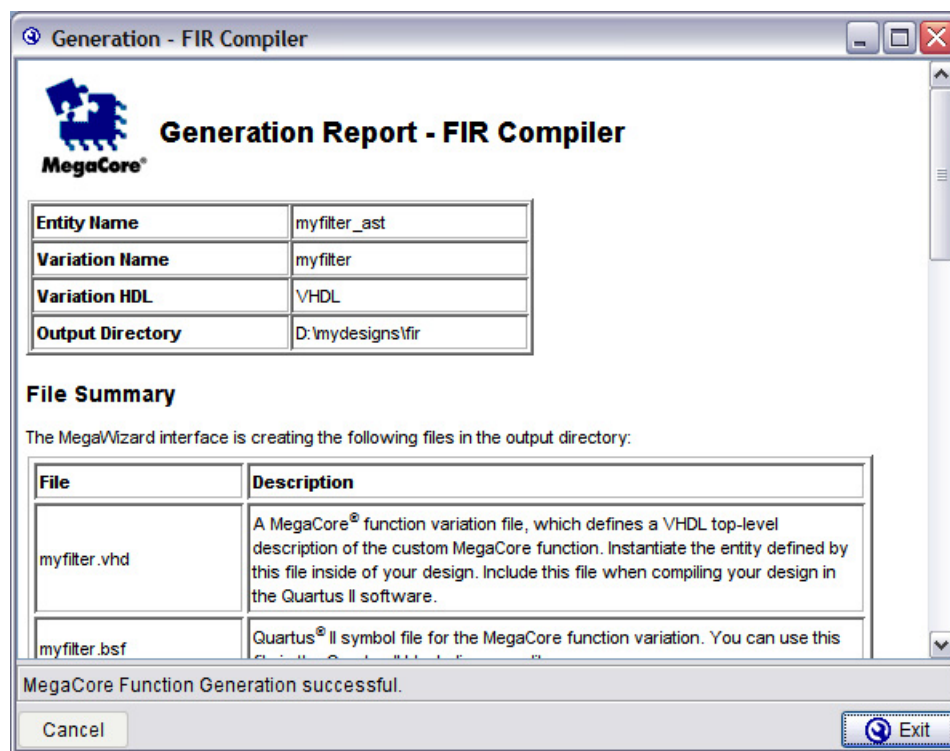 Generation - FIR Compiler
MegaCore®
Generation Report - FIR Compiler
Entity Name myfilter_ast
Variation Name myfilter
Variation HDL VHDL
Output Directory D:\mydesigns\fir
File Summary
The MegaWizard interface is creating the following files in the output directory:
File Description
myfilter.vhd
A MegaCore® function variation file, which defines a VHDL top-level
description of the custom MegaCore function. Instantiate the entity defined by
this file inside of your design. Include this file when compiling your design in
the Quartus II software.
myfilter.bsf
Quartus® II symbol file for the MegaCore function variation. You can use this
MegaCore Function Generation successful.
Cancel
Exit